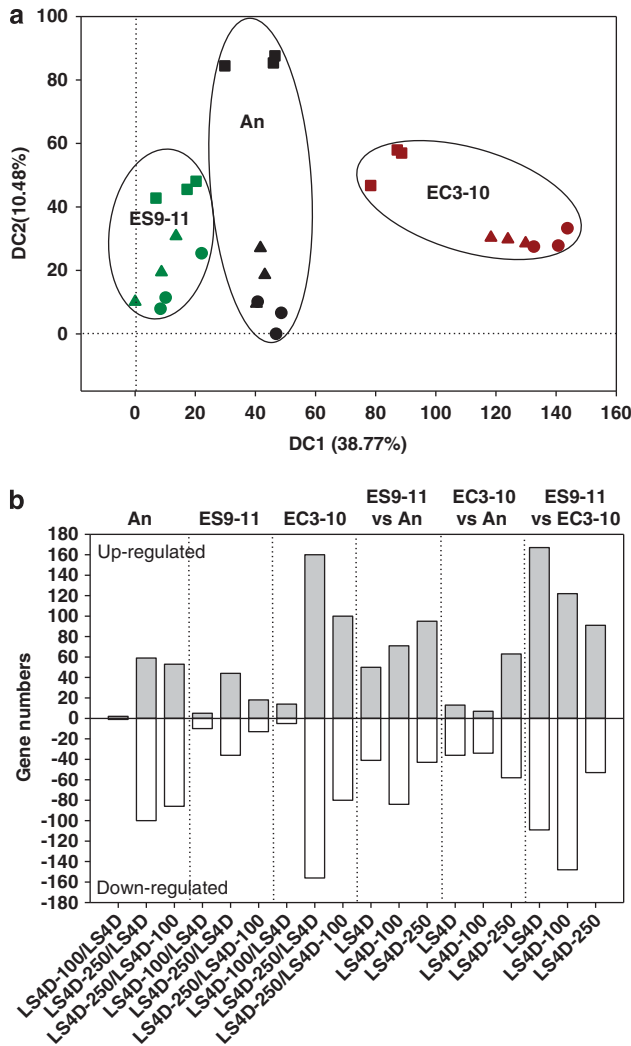 a
100
80
60
40
20
0
DC2(10.48%)
An
ES9-11
EC3-10
0 20 40 60 80 100 120 140 160
DC1 (38.77%)
b
An ES9-11 EC3-10 ES9-11 vs An EC3-10 vs An ES9-11 vs EC3-10
Up-regulated
180
160
140
120
100
80
60
40
20
0
-20
-40
-60
-80
-100
-120
-140
-160
-180
Gene numbers
Down-regulated
LS4D-100/LS4D
LS4D-250/LS4D
LS4D-250/LS4D-100
LS4D-100/LS4D
LS4D-250/LS4D
LS4D-250/LS4D-100
LS4D-100/LS4D
LS4D-250/LS4D
LS4D-250/LS4D-100
LS4D
LS4D-100
LS4D-250
LS4D
LS4D-100
LS4D-250
LS4D
LS4D-100
LS4D-250